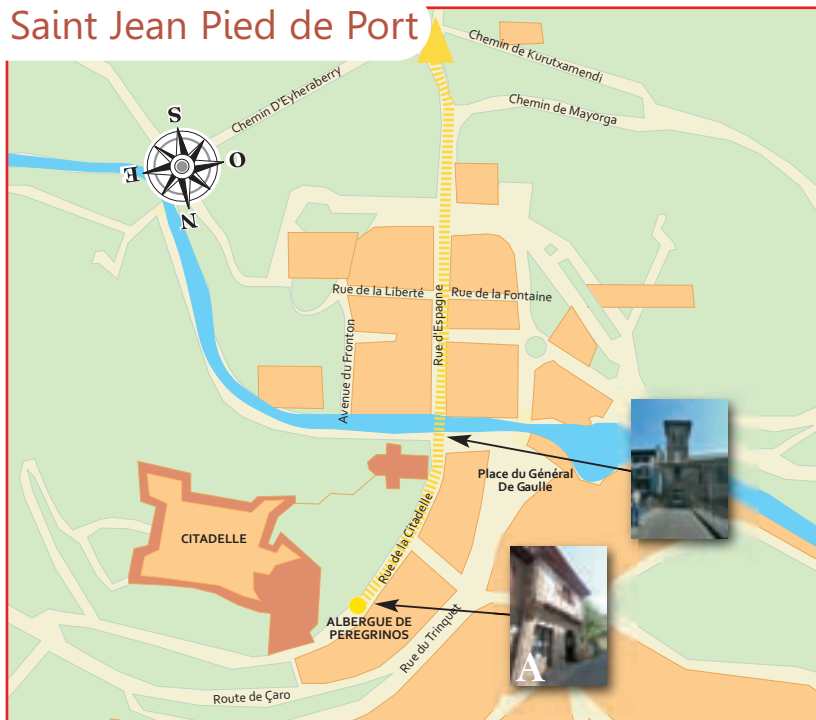 Saint Jean Pied de Port
Chemin de Kurutxamendi
Chemin D'Eyheraberry
Chemin de Mayorga
S
O
E
N
Rue de la Liberté
Rue de la Fontaine
Rue d'Espagne
Avenue du Fronton
Place du Général
De Gaulle
CITADELLE
Rue de la Citadelle
ALBERGUE DE
PEREGRINOS
Rue du Trinquet
A
Route de Çaro